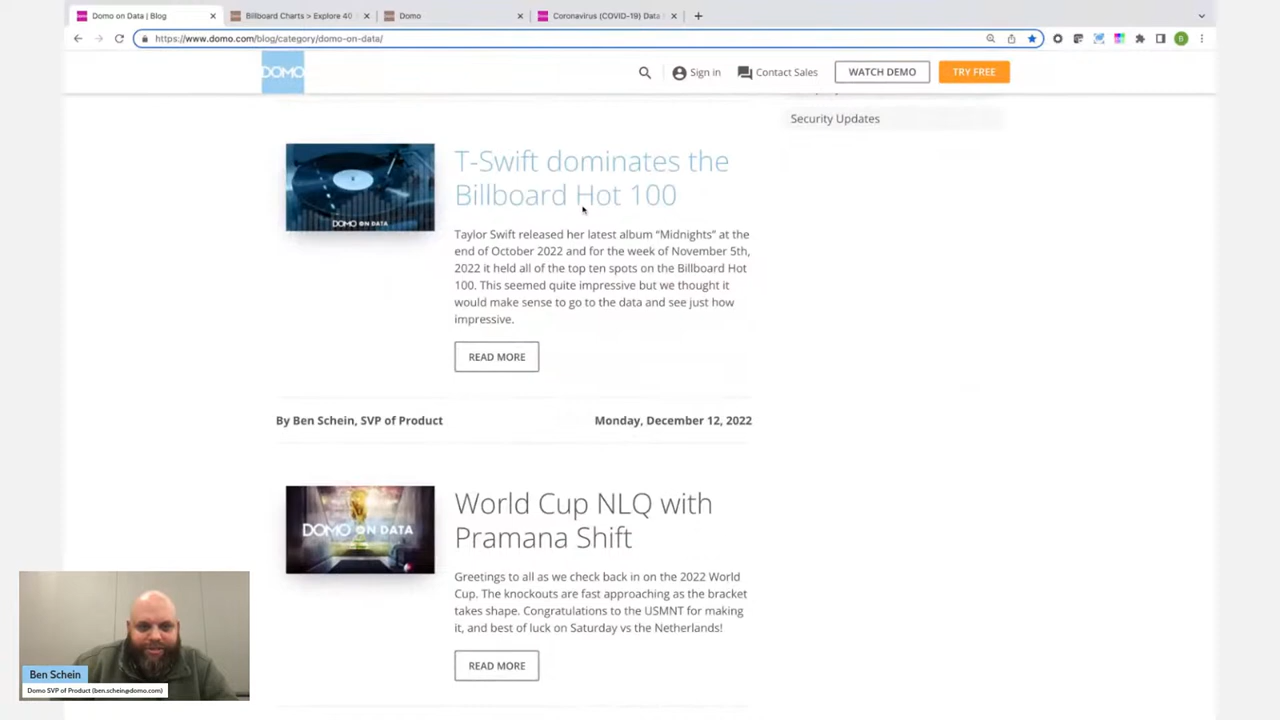 Domo on Data | Blog
Billboard Charts > Explore 40
Domo
Coronavirus (COVID-19) Data
https://www.domo.com/blog/category/domo-on-data/
B
DOMO
Sign in
Contact Sales
WATCH DEMO
TRY FREE
Security Updates
DOMO ON DATA
T-Swift dominates the
Billboard Hot 100
Taylor Swift released her latest album “Midnights” at the
end of October 2022 and for the week of November 5th,
2022 it held all of the top ten spots on the Billboard Hot
100. This seemed quite impressive but we thought it
would make sense to go to the data and see just how
impressive.
READ MORE
By Ben Schein, SVP of Product
Monday, December 12, 2022
DOMO ON DATA
World Cup NLQ with
Pramana Shift
Greetings to all as we check back in on the 2022 World
Cup. The knockouts are fast approaching as the bracket
takes shape. Congratulations to the USMNT for making
it, and best of luck on Saturday vs the Netherlands!
READ MORE
Ben Schein
Domo SVP of Product (ben.schein@domo.com)